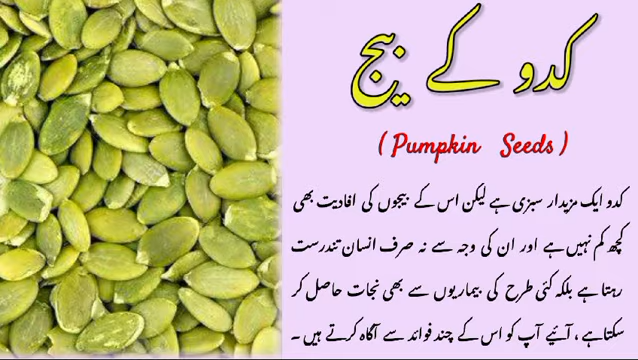 کدو کے بیج
( Pumpkin Seeds )
کدو ایک مزیدار سبزی ہے لیکن اس کے بیجوں کی افادیت بھی
کچھ کم نہیں ہے اور ان کی وجہ سے نہ صرف انسان تندرست
رہتا ہے بلکہ کئی طرح کی بیماریوں سے بھی نجات حاصل کر
سکتا ہے ، آئیے آپ کو اس کے چند فوائد سے آگاہ کرتے ہیں ۔